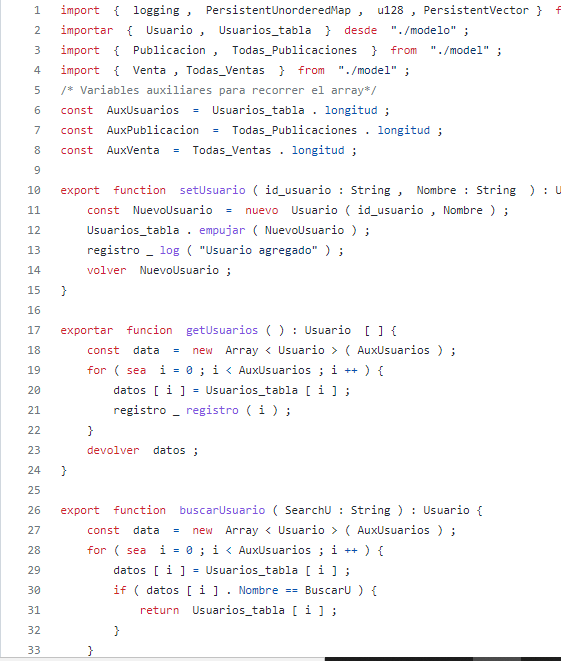 1 import { logging , PersistentUnorderedMap , u128 , PersistentVector } f
2 importar { Usuario , Usuarios_tabla } desde "./modelo" ;
3 import { Publicacion , Todas_Publicaciones } from "./model" ;
4 import { Venta , Todas_Ventas } from "./model" ;
5 /* Variables auxiliares para recorrer el array*/
6 const AuxUsuarios = Usuarios_tabla . longitud ;
7 const AuxPublicacion = Todas_Publicaciones . longitud ;
8 const AuxVenta = Todas_Ventas . longitud ;
9
10 export function setUsuario ( id_usuario : String , Nombre : String ) : U
11 const NuevoUsuario = nuevo Usuario ( id_usuario , Nombre ) ;
12 Usuarios_tabla . empujar ( NuevoUsuario ) ;
13 registro _ log ( "Usuario agregado" ) ;
14 volver NuevoUsuario ;
15 }
16
17 exportar funcion getUsuarios ( ) : Usuario [ ] {
18 const data = new Array < Usuario > ( AuxUsuarios ) ;
19 for ( sea i = 0 ; i < AuxUsuarios ; i ++ ) {
20 datos [ i ] = Usuarios_tabla [ i ] ;
21 registro _ registro ( i ) ;
22 }
23 devolver datos ;
24 }
25
26 export function buscarUsuario ( SearchU : String ) : Usuario {
27 const data = new Array < Usuario > ( AuxUsuarios ) ;
28 for ( sea i = 0 ; i < AuxUsuarios ; i ++ ) {
29 datos [ i ] = Usuarios_tabla [ i ] ;
30 if ( datos [ i ] . Nombre == BuscarU ) {
31 return Usuarios_tabla [ i ] ;
32 }
33 }